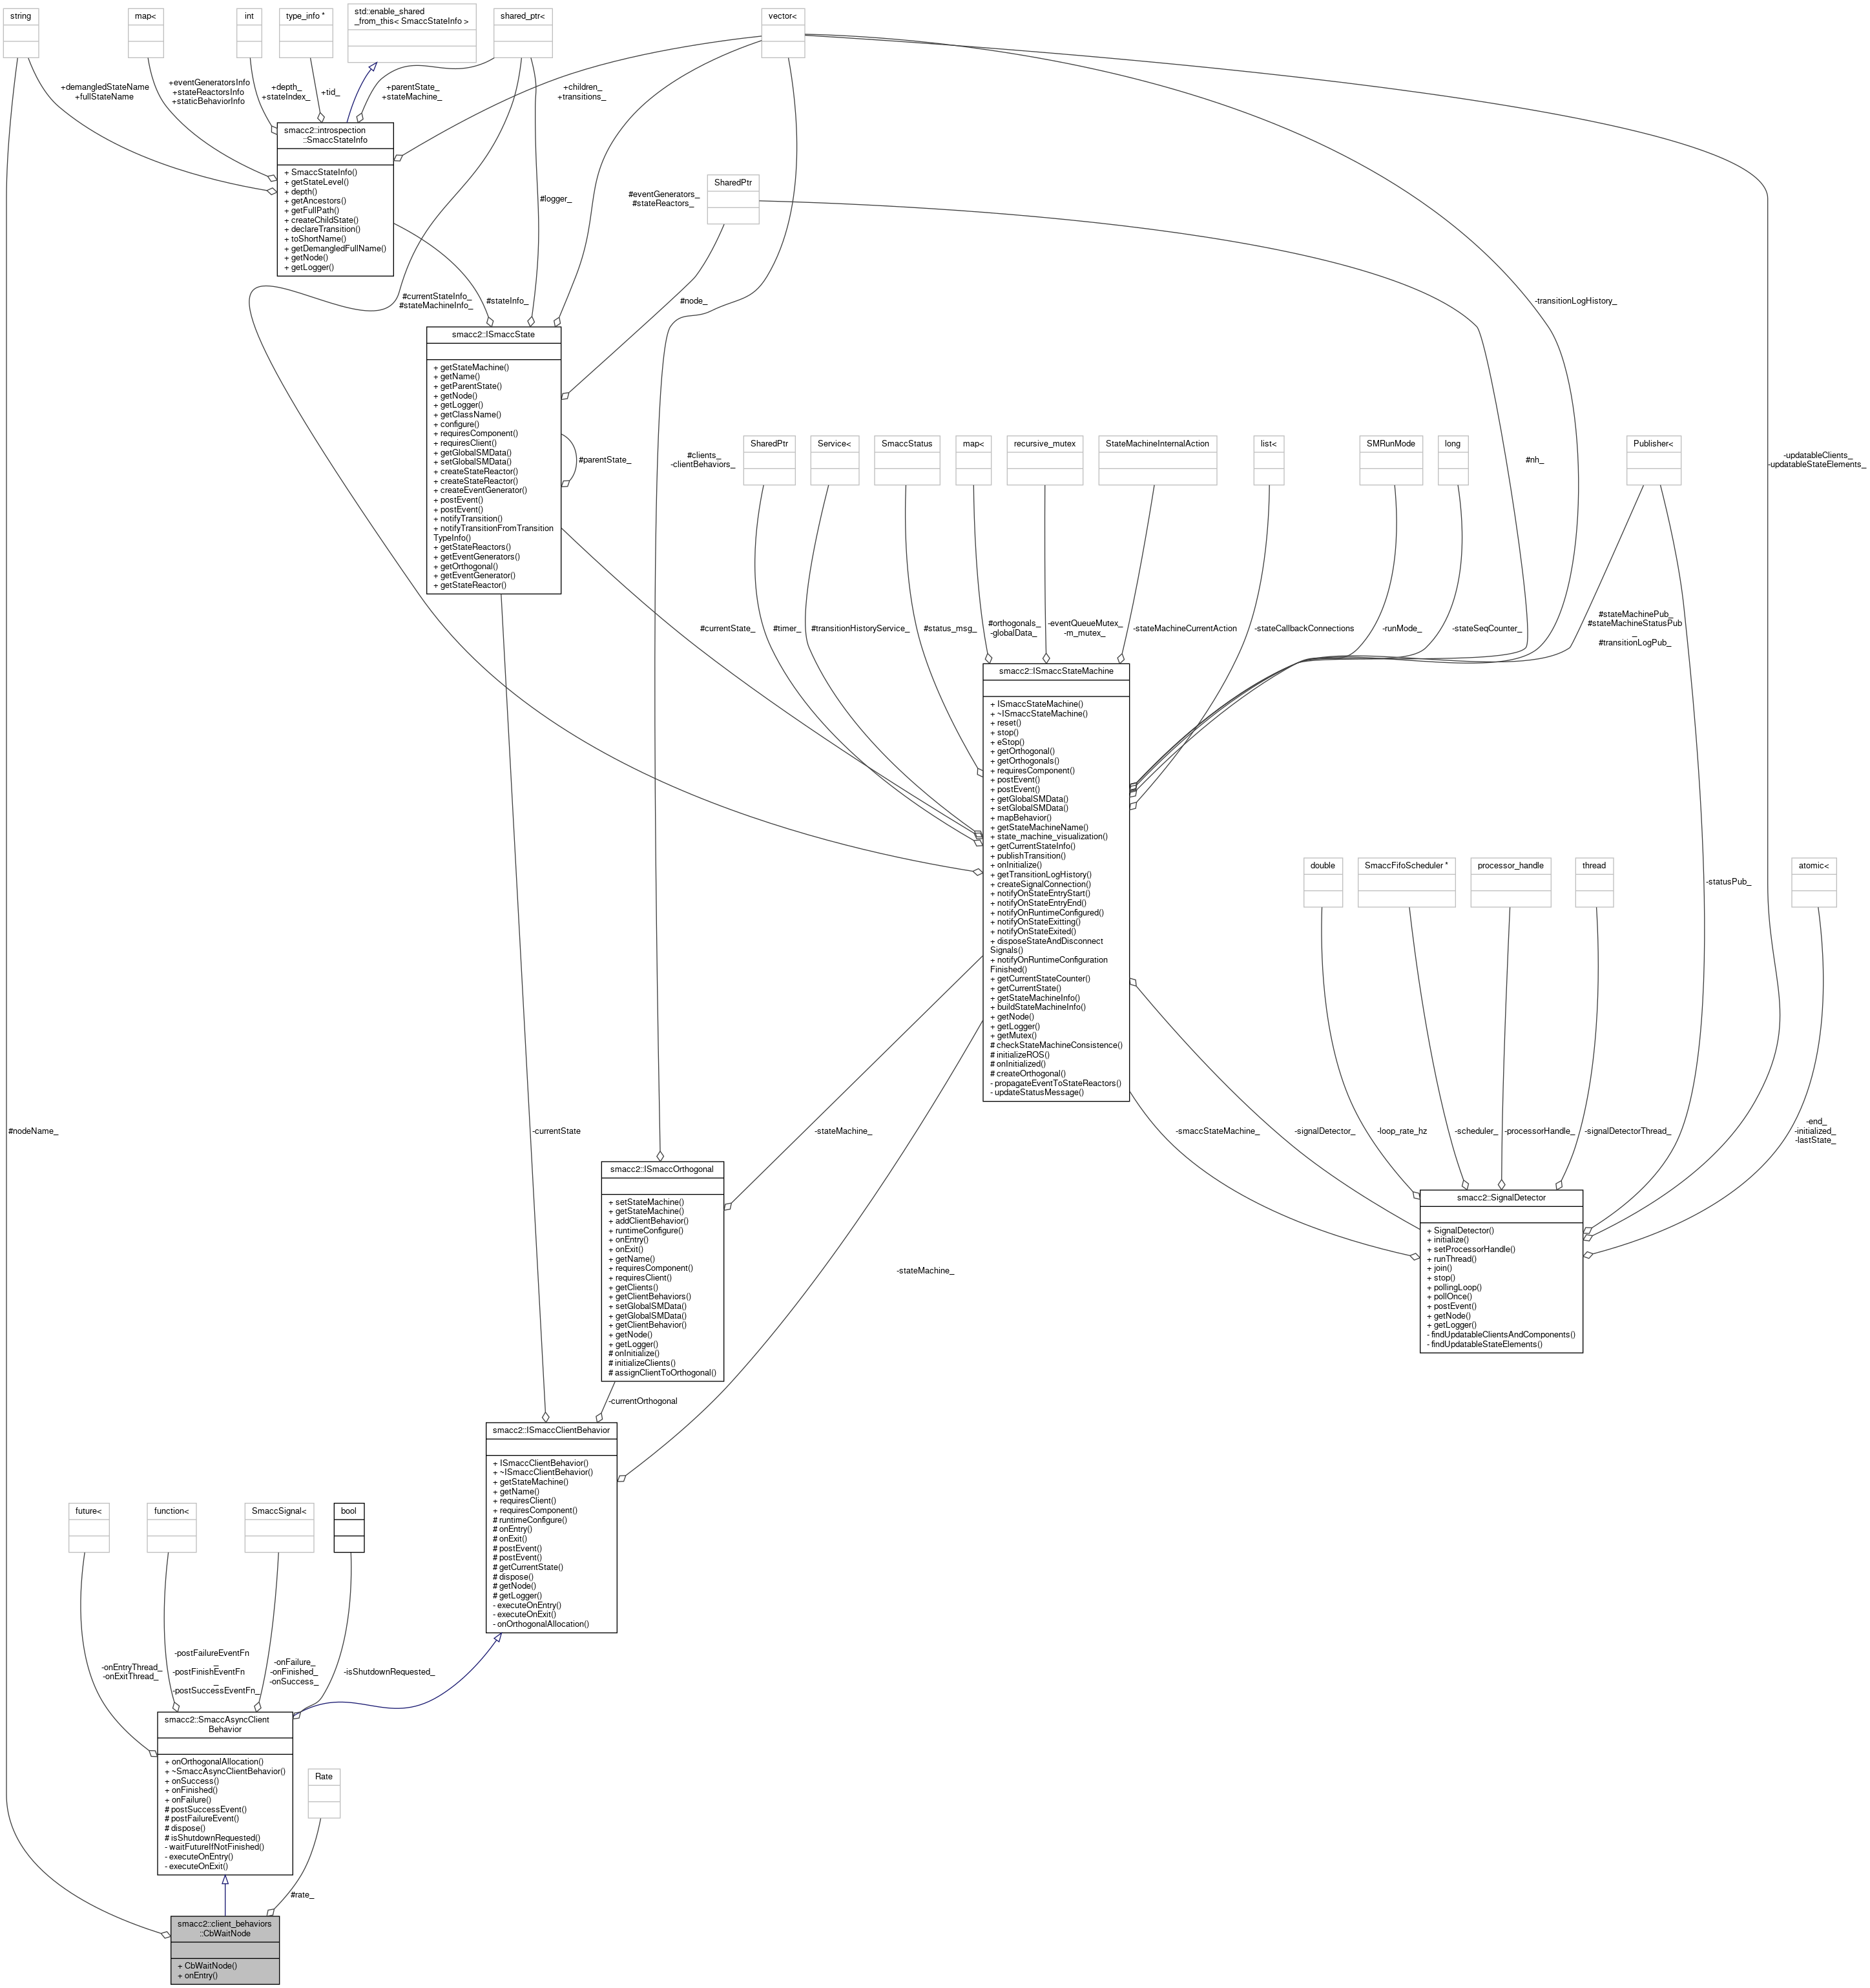 string
map<
int
type_info *
std::enable_shared
_from_this< SmaccStateInfo >
shared_ptr<
vector<
+demangledStateName
+fullStateName
+eventGeneratorsInfo
+stateReactorsInfo
+staticBehaviorInfo
+depth_
+stateIndex_
+tid_
+parentState_
+stateMachine_
+children_
+transitions_
smacc2::introspection
::SmaccStateInfo
+ SmaccStateInfo()
+ getStateLevel()
+ depth()
+ getAncestors()
+ getFullPath()
+ createChildState()
+ declareTransition()
+ toShortName()
+ getDemangledFullName()
+ getNode()
+ getLogger()
#logger_
#eventGenerators_
#stateReactors_
SharedPtr
#currentStateInfo_
#stateMachineInfo_
#stateInfo_
#node_
-transitionLogHistory_
smacc2::ISmaccState
+ getStateMachine()
+ getName()
+ getParentState()
+ getNode()
+ getLogger()
+ getClassName()
+ configure()
+ requiresComponent()
+ requiresClient()
+ getGlobalSMData()
+ setGlobalSMData()
+ createStateReactor()
+ createStateReactor()
+ createEventGenerator()
+ postEvent()
+ postEvent()
+ notifyTransition()
+ notifyTransitionFromTransition
TypeInfo()
+ getStateReactors()
+ getEventGenerators()
+ getOrthogonal()
+ getEventGenerator()
+ getStateReactor()
#parentState_
#clients_
-clientBehaviors_
SharedPtr
Service<
SmaccStatus
map<
recursive_mutex
StateMachineInternalAction
list<
SMRunMode
long
#nh_
Publisher<
-updatableClients_
-updatableStateElements_
#currentState_
#timer_
#transitionHistoryService_
#status_msg_
#orthogonals_
-globalData_
-eventQueueMutex_
-m_mutex_
-stateMachineCurrentAction
-stateCallbackConnections
-runMode_
-stateSeqCounter_
#stateMachinePub_
#stateMachineStatusPub
_
#transitionLogPub_
smacc2::ISmaccStateMachine
+ ISmaccStateMachine()
+ ~ISmaccStateMachine()
+ reset()
+ stop()
+ eStop()
+ getOrthogonal()
+ getOrthogonals()
+ requiresComponent()
+ postEvent()
+ postEvent()
+ getGlobalSMData()
+ setGlobalSMData()
+ mapBehavior()
+ getStateMachineName()
+ state_machine_visualization()
+ getCurrentStateInfo()
+ publishTransition()
+ onInitialize()
+ getTransitionLogHistory()
+ createSignalConnection()
+ notifyOnStateEntryStart()
+ notifyOnStateEntryEnd()
+ notifyOnRuntimeConfigured()
+ notifyOnStateExitting()
+ notifyOnStateExited()
+ disposeStateAndDisconnect
Signals()
+ notifyOnRuntimeConfiguration
Finished()
+ getCurrentStateCounter()
+ getCurrentState()
+ getStateMachineInfo()
+ buildStateMachineInfo()
+ getNode()
+ getLogger()
+ getMutex()
# checkStateMachineConsistence()
# initializeROS()
# onInitialized()
# createOrthogonal()
- propagateEventToStateReactors()
- updateStatusMessage()
double
SmaccFifoScheduler *
processor_handle
thread
-statusPub_
atomic<
#nodeName_
-currentState
-stateMachine_
-smaccStateMachine_
-signalDetector_
-loop_rate_hz
-scheduler_
-processorHandle_
-signalDetectorThread_
-end_
-initialized_
-lastState_
smacc2::ISmaccOrthogonal
+ setStateMachine()
+ getStateMachine()
+ addClientBehavior()
+ runtimeConfigure()
+ onEntry()
+ onExit()
+ getName()
+ requiresComponent()
+ requiresClient()
+ getClients()
+ getClientBehaviors()
+ setGlobalSMData()
+ getGlobalSMData()
+ getClientBehavior()
+ getNode()
+ getLogger()
# onInitialize()
# initializeClients()
# assignClientToOrthogonal()
smacc2::SignalDetector
+ SignalDetector()
+ initialize()
+ setProcessorHandle()
+ runThread()
+ join()
+ stop()
+ pollingLoop()
+ pollOnce()
+ postEvent()
+ getNode()
+ getLogger()
- findUpdatableClientsAndComponents()
- findUpdatableStateElements()
-stateMachine_
-currentOrthogonal
smacc2::ISmaccClientBehavior
+ ISmaccClientBehavior()
+ ~ISmaccClientBehavior()
+ getStateMachine()
+ getName()
+ requiresClient()
+ requiresComponent()
# runtimeConfigure()
# onEntry()
# onExit()
# postEvent()
# postEvent()
# getCurrentState()
# dispose()
# getNode()
# getLogger()
- executeOnEntry()
- executeOnExit()
- onOrthogonalAllocation()
future<
function<
SmaccSignal<
bool
-onEntryThread_
-onExitThread_
-postFailureEventFn
_
-postFinishEventFn
_
-postSuccessEventFn_
-onFailure_
-onFinished_
-onSuccess_
-isShutdownRequested_
smacc2::SmaccAsyncClient
Behavior
+ onOrthogonalAllocation()
+ ~SmaccAsyncClientBehavior()
+ onSuccess()
+ onFinished()
+ onFailure()
# postSuccessEvent()
# postFailureEvent()
# dispose()
# isShutdownRequested()
- waitFutureIfNotFinished()
- executeOnEntry()
- executeOnExit()
Rate
#rate_
smacc2::client_behaviors
::CbWaitNode
+ CbWaitNode()
+ onEntry()